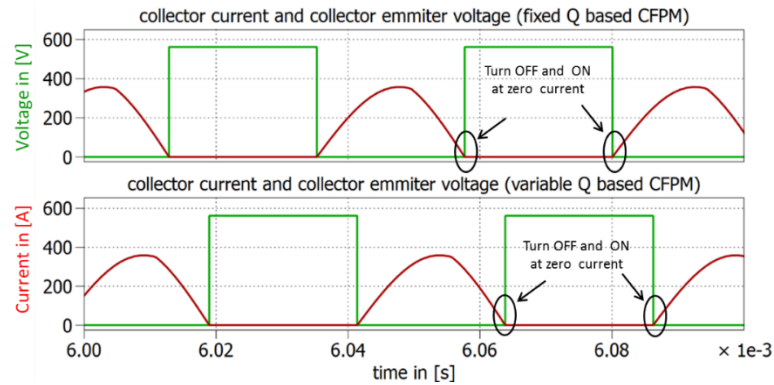 collector current and collector emmiter voltage (fixed Q based CFPM)
Voltage in [V]
600
400
200
0
Turn OFF and ON
at zero current
collector current and collector emmiter voltage (variable Q based CFPM)
Current in [A]
600
400
200
0
Turn OFF and ON
at zero current
6.00
6.02
6.04
6.06
6.08
× 1e-3
time in [s]